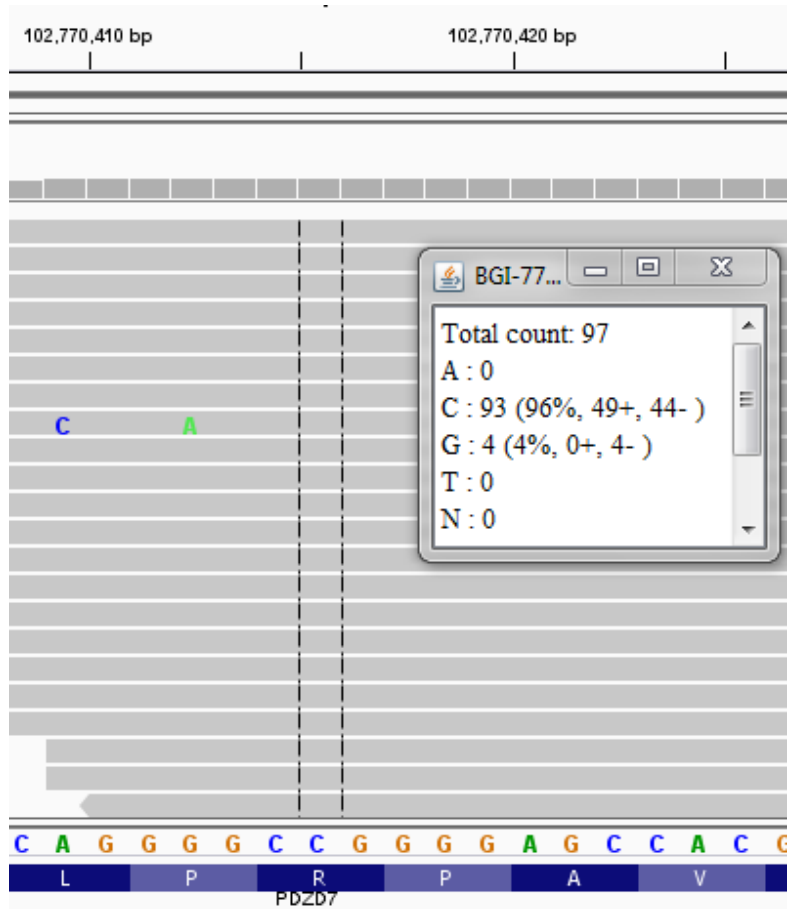 102,770,410 bp 102,770,420 bp
BGI-77...
Total count: 97
A : 0
C : 93 (96%, 49+, 44- )
G : 4 (4%, 0+, 4- )
T : 0
N : 0
C A
C A G G G G C C G G G G A G C C A C G
L P R P A V
PDZD7